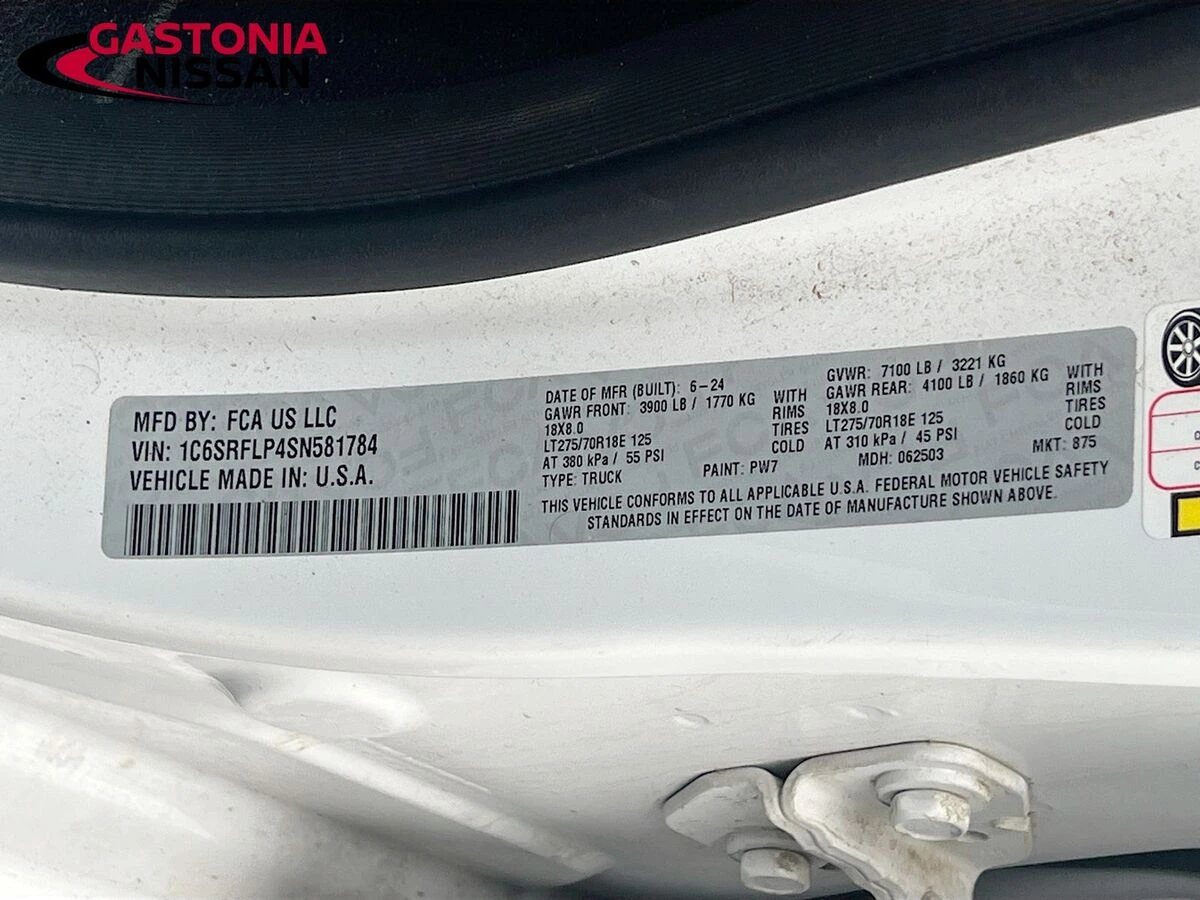 GASTONIA
NISSAN
MFD BY: FCA US LLC
VIN: 1C6SRFLP4SN581784
VEHICLE MADE IN: U.S.A.
DATE OF MFR (BUILT): 6-24
GAWR FRONT: 3900 LB / 1770 KG WITH
18X8.0 RIMS
LT275/70R18E 125 TIRES
AT 380 kPa / 55 PSI COLD
TYPE: TRUCK PAINT: PW7
GVWR: 7100 LB / 3221 KG
GAWR REAR: 4100 LB / 1860 KG WITH
18X8.0 RIMS
LT275/70R18E 125 TIRES
AT 310 kPa / 45 PSI COLD
MDH: 062503 MKT: 875
THIS VEHICLE CONFORMS TO ALL APPLICABLE U.S.A. FEDERAL MOTOR VEHICLE SAFETY
STANDARDS IN EFFECT ON THE DATE OF MANUFACTURE SHOWN ABOVE.